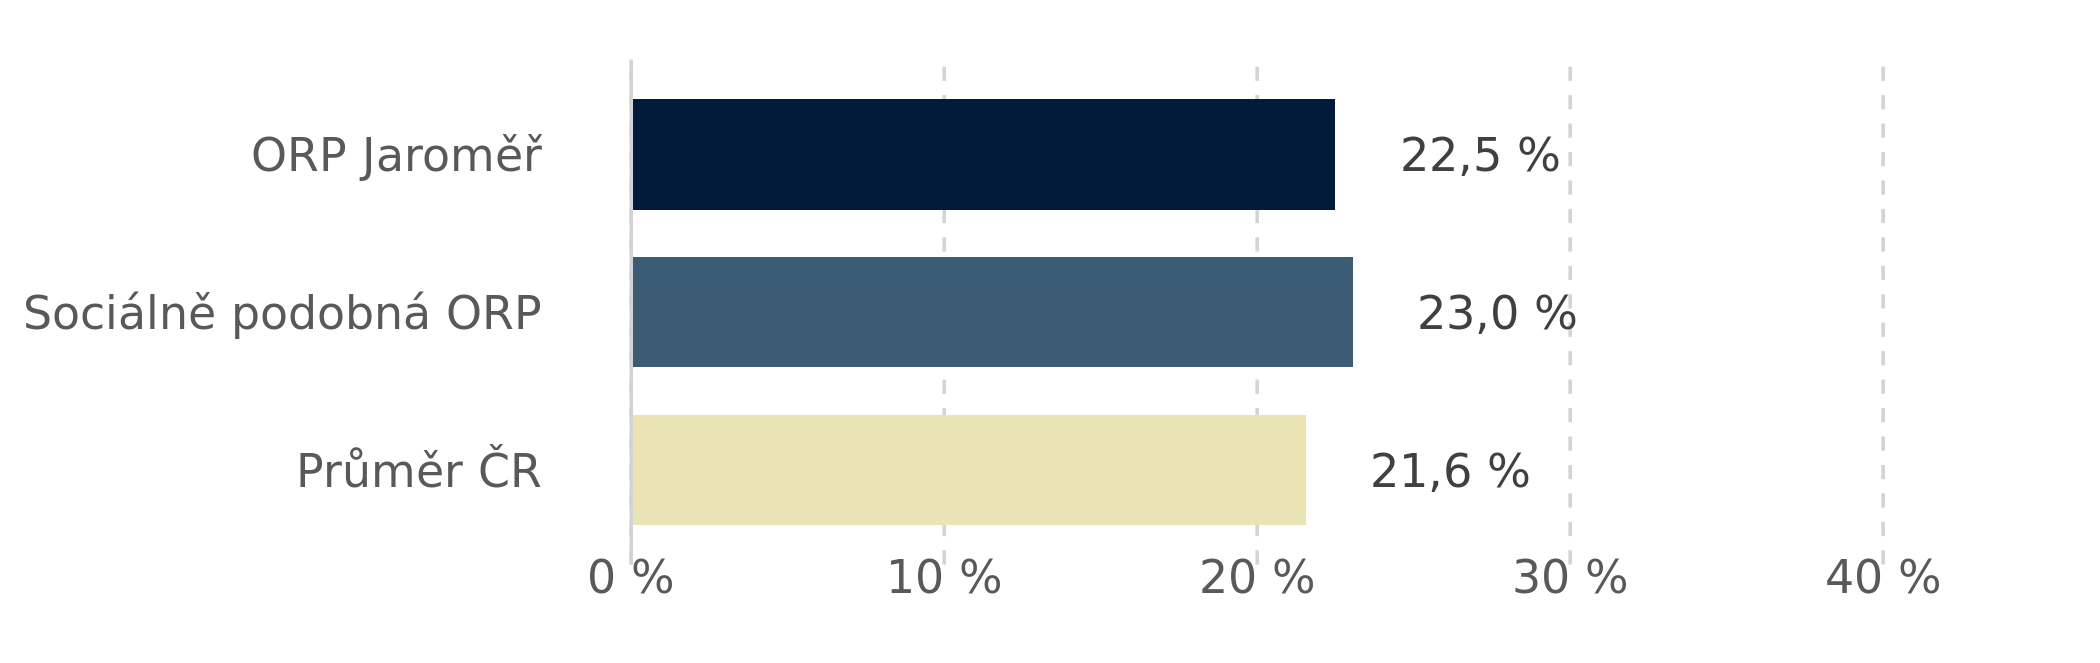 ORP Jaroměř
22,5 %
Sociálně podobná ORP
23,0 %
Průměr ČR
21,6 %
0 %
10 %
20 %
30 %
40 %